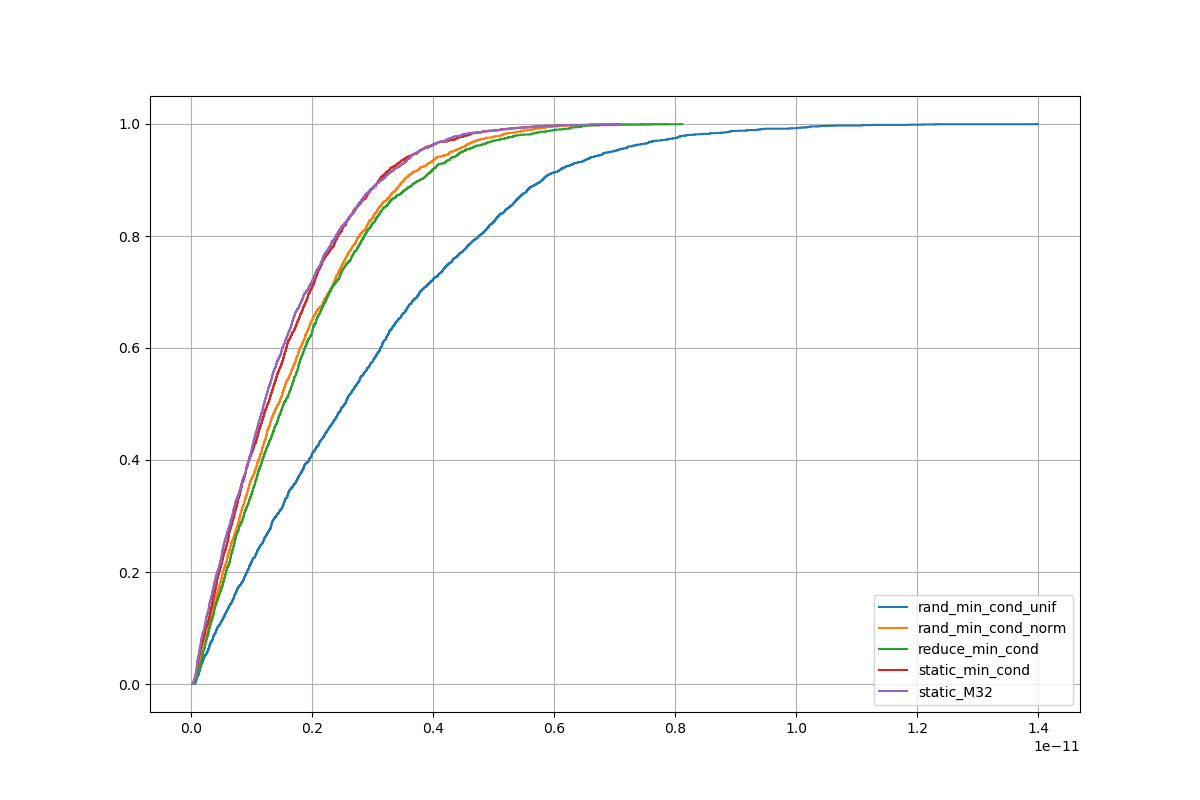 1.0
0.8
0.6
0.4
0.2
0.0
0.0 0.2 0.4 0.6 0.8 1.0 1.2 1.4
1e−11
rand_min_cond_unif
rand_min_cond_norm
reduce_min_cond
static_min_cond
static_M32